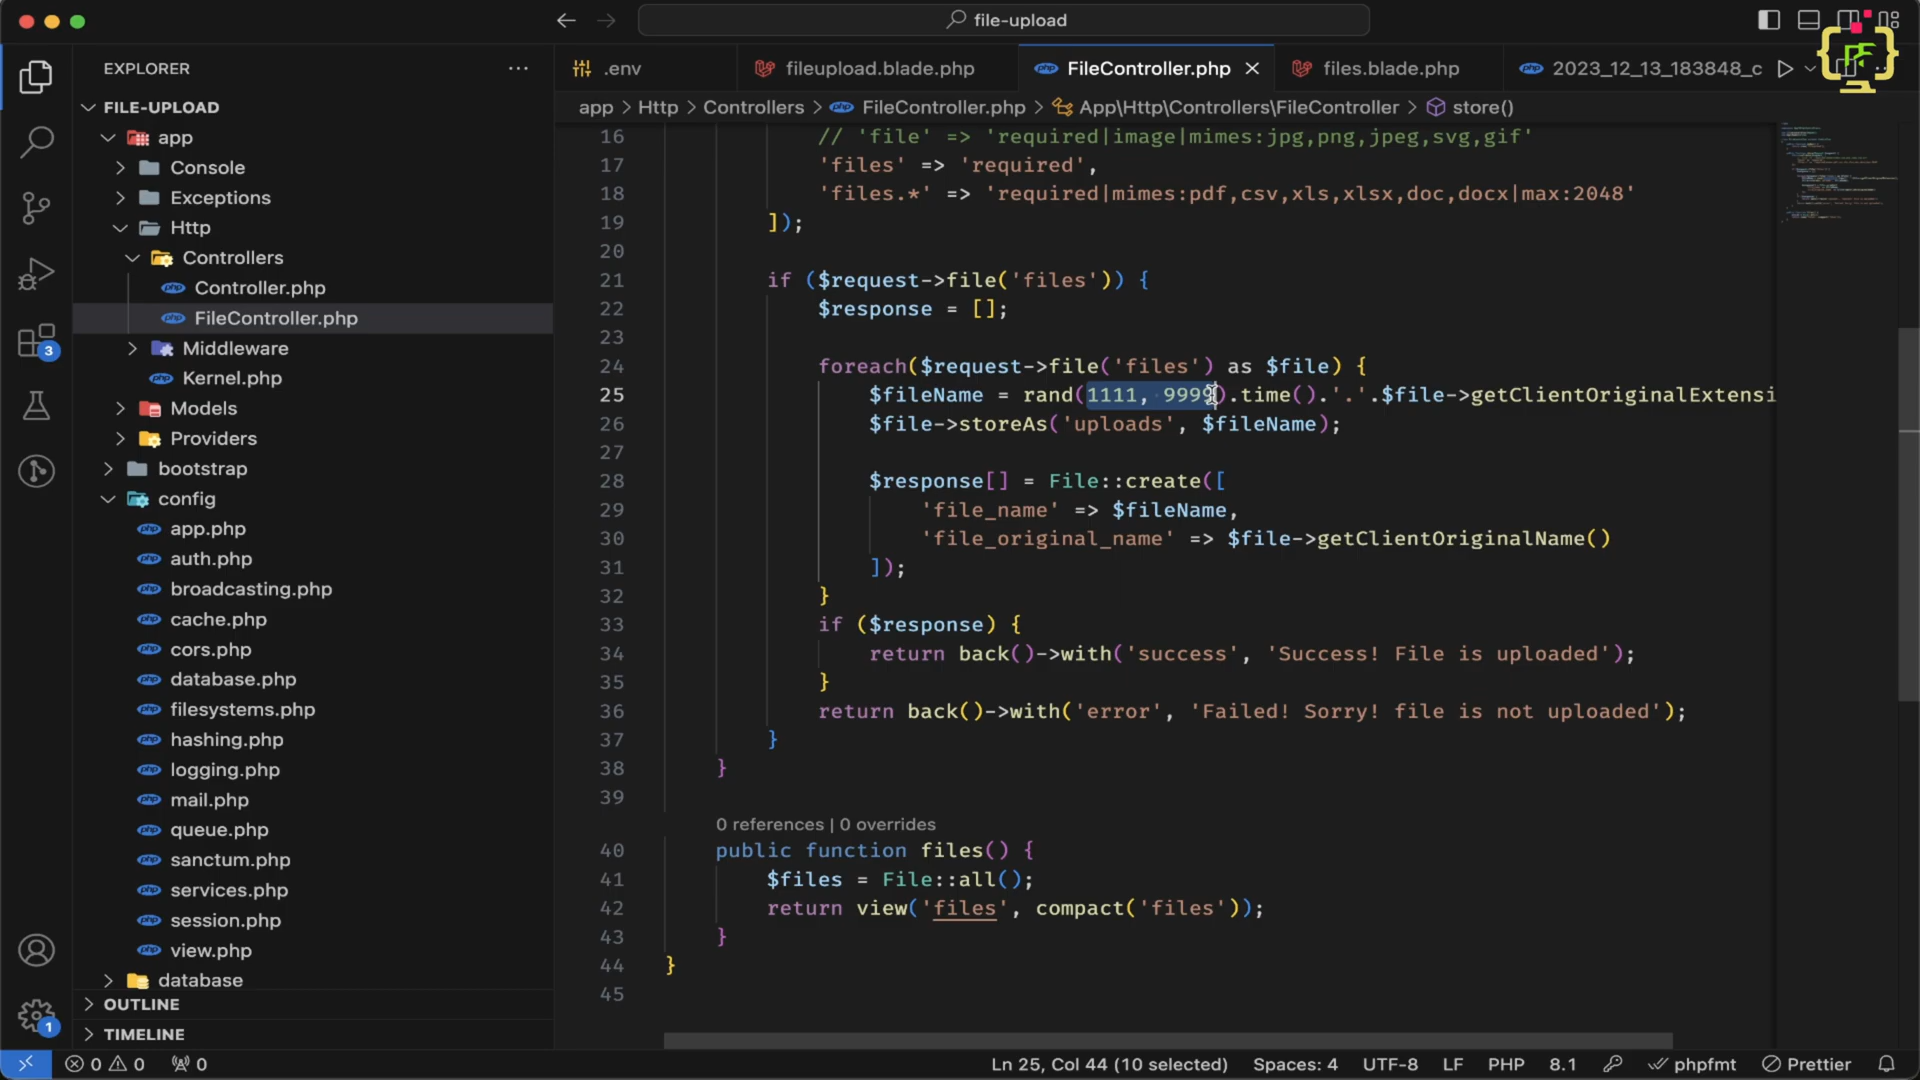 file-upload
EXPLORER
.env
fileupload.blade.php
FileController.php
files.blade.php
2023_12_13_183848_c
FILE-UPLOAD
app > Http > Controllers > FileController.php > App\Http\Controllers\FileController > store()
app
Console
Exceptions
Http
Controllers
Controller.php
FileController.php
Middleware
Kernel.php
Models
Providers
bootstrap
config
app.php
auth.php
broadcasting.php
cache.php
cors.php
database.php
filesystems.php
hashing.php
logging.php
mail.php
queue.php
sanctum.php
services.php
session.php
view.php
database
OUTLINE
TIMELINE
3
1
16 // 'file' => 'required|image|mimes:jpg,png,jpeg,svg,gif'
17 'files' => 'required',
18 'files.*' => 'required|mimes:pdf,csv,xls,xlsx,doc,docx|max:2048'
19 ]);
20
21 if ($request->file('files')) {
22 $response = [];
23
24 foreach($request->file('files') as $file) {
25 $fileName = rand(1111, 9999).time().'.'.$file->getClientOriginalExtensi
26 $file->storeAs('uploads', $fileName);
27
28 $response[] = File::create([
29 'file_name' => $fileName,
30 'file_original_name' => $file->getClientOriginalName()
31 ]);
32 }
33 if ($response) {
34 return back()->with('success', 'Success! File is uploaded');
35 }
36 return back()->with('error', 'Failed! Sorry! file is not uploaded');
37 }
38 }
39
0 references | 0 overrides
40 public function files() {
41 $files = File::all();
42 return view('files', compact('files'));
43 }
44 }
45
0 0 0 Ln 25, Col 44 (10 selected) Spaces: 4 UTF-8 LF PHP 8.1 phpfmt Prettier